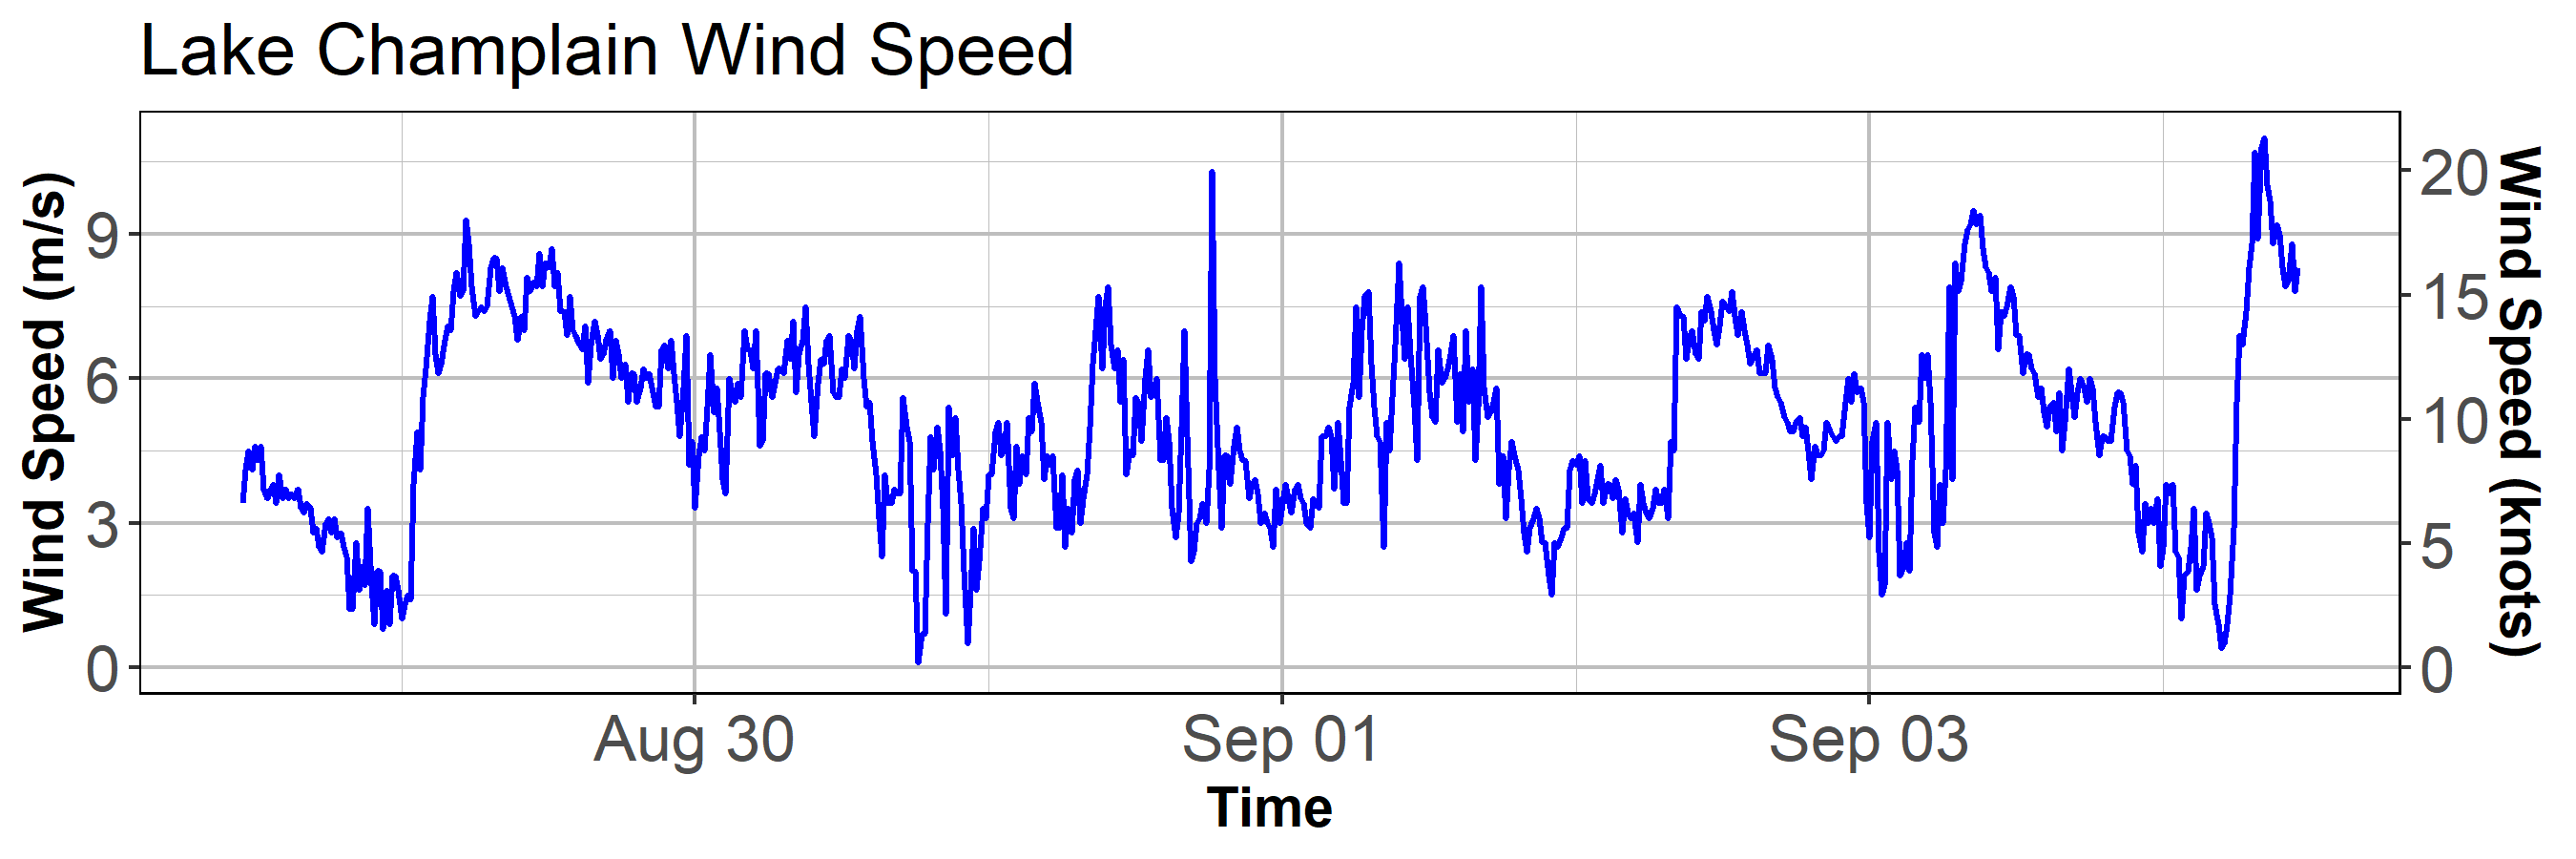 Lake Champlain Wind Speed
Wind Speed (m/s)
9
6
3
0
20
15
10
5
0
Wind Speed (knots)
Aug 30
Sep 01
Sep 03
Time